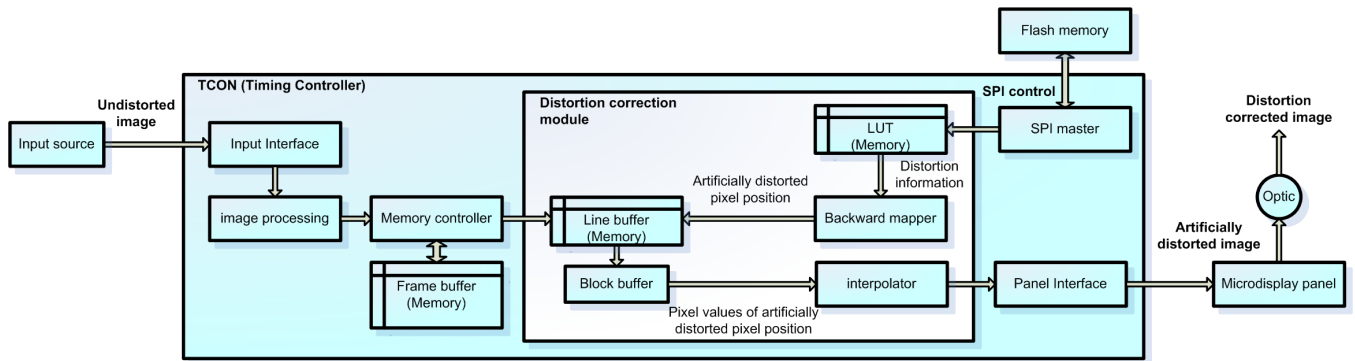 Flash memory
TCON (Timing Controller)
SPI control
Undistorted
image
Distortion correction
module
Distortion
corrected image
Input source
Input Interface
LUT
(Memory)
SPI master
Distortion
information
Artificially distorted
pixel position
image processing
Memory controller
Line buffer
(Memory)
Backward mapper
Optic
Artificially
distorted image
Frame buffer
(Memory)
Block buffer
interpolator
Panel Interface
Microdisplay panel
Pixel values of artificially
distorted pixel position